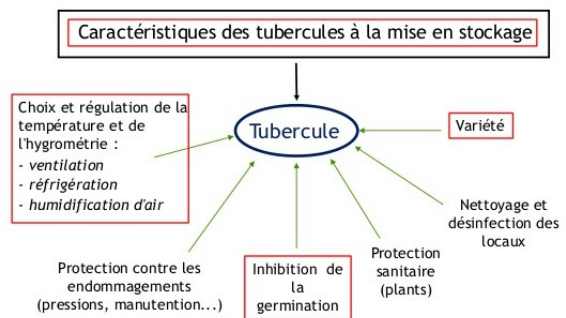 Caractéristiques des tubercules à la mise en stockage
Choix et régulation de la
température et de
l'hygrométrie :
- ventilation
- réfrigération
- humidification d'air
Tubercule
Variété
Nettoyage et
désinfection des
locaux
Protection contre les
endommagements
(pressions, manutention...)
Inhibition de
la
germination
Protection
sanitaire
(plants)